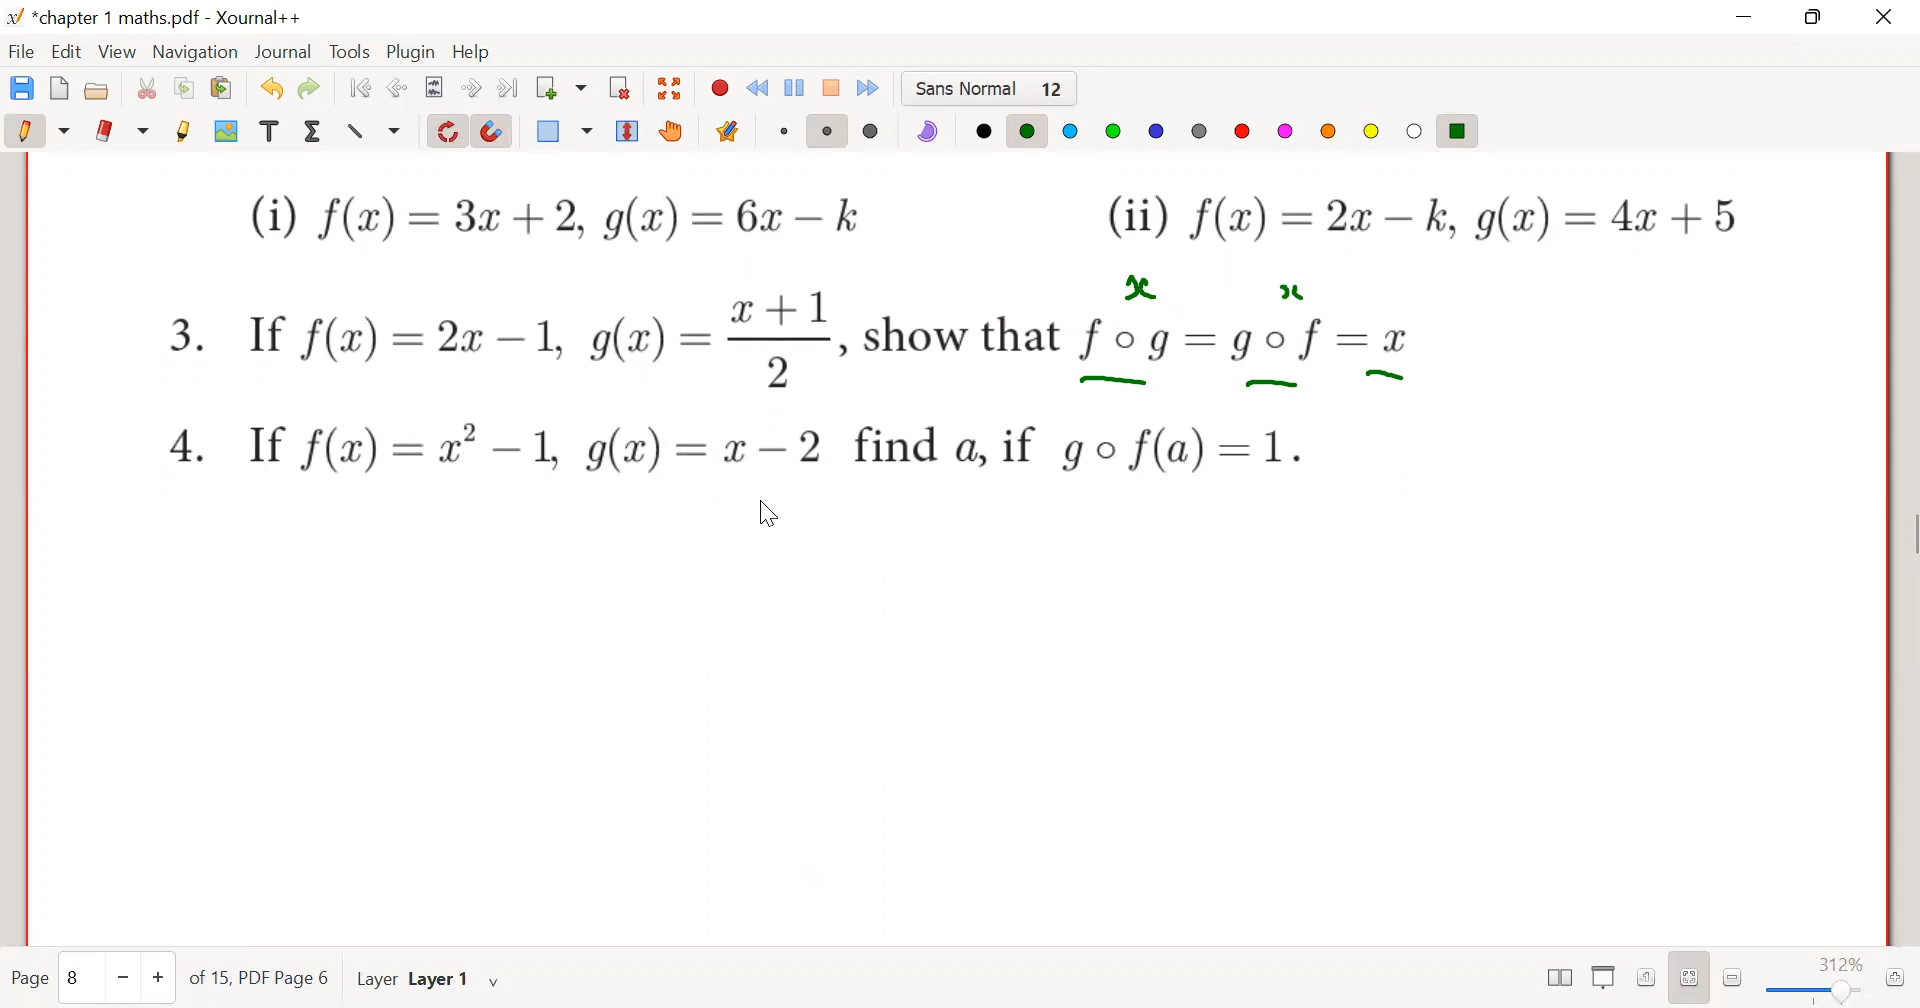 *chapter 1 maths.pdf - Xournal++
File Edit View Navigation Journal Tools Plugin Help
Sans Normal 12
(i) f(x) = 3x + 2, g(x) = 6x − k (ii) f(x) = 2x − k, g(x) = 4x + 5
x x
3. If f(x) = 2x − 1, g(x) = (x + 1)/2, show that f ∘ g = g ∘ f = x
4. If f(x) = x² − 1, g(x) = x − 2 find a, if g ∘ f(a) = 1.
Page 8 − + of 15, PDF Page 6 Layer Layer 1 312%